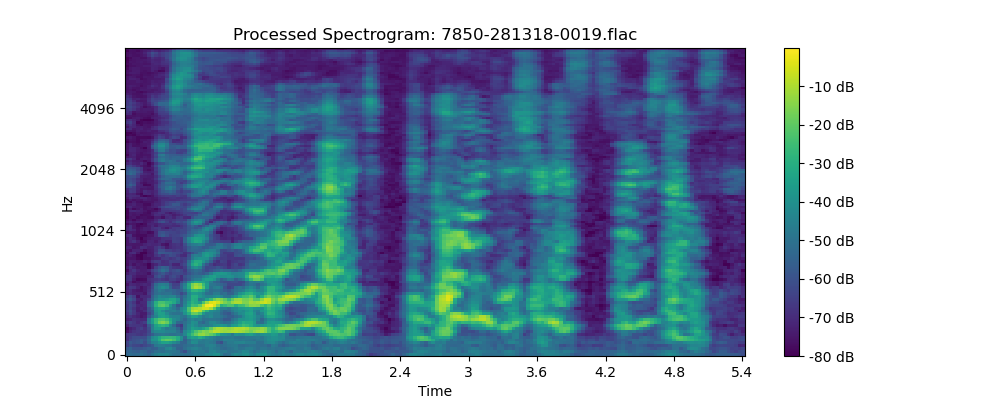 Processed Spectrogram: 7850-281318-0019.flac
Hz
4096
2048
1024
512
0
0 0.6 1.2 1.8 2.4 3 3.6 4.2 4.8 5.4
Time
-10 dB
-20 dB
-30 dB
-40 dB
-50 dB
-60 dB
-70 dB
-80 dB